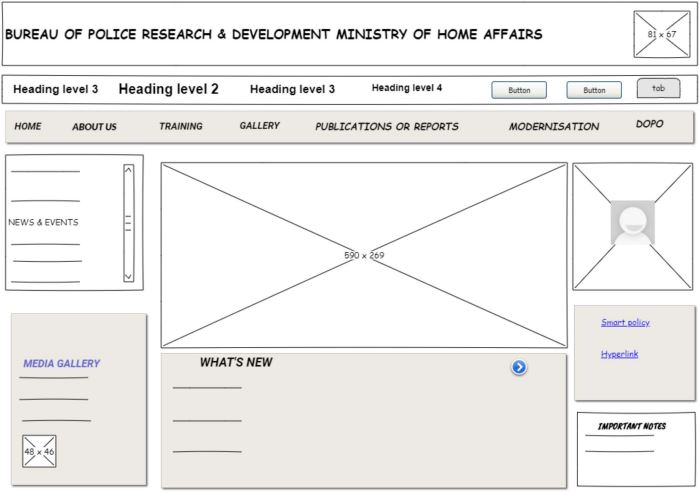 BUREAU OF POLICE RESEARCH & DEVELOPMENT MINISTRY OF HOME AFFAIRS
81 x 67
Heading level 3 Heading level 2 Heading level 3 Heading level 4 Button Button tab
HOME ABOUT US TRAINING GALLERY PUBLICATIONS OR REPORTS MODERNISATION DOPO
NEWS & EVENTS
590 x 269
Smart policy
Hyperlink
MEDIA GALLERY
48 x 46
WHAT'S NEW
IMPORTANT NOTES